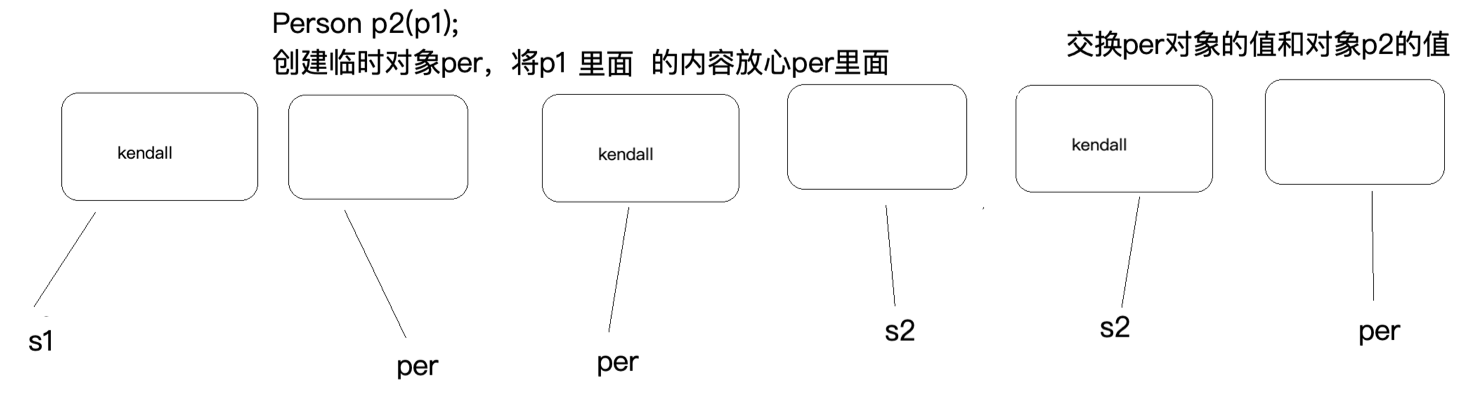 Person p2(p1);
创建临时对象per，将p1 里面 的内容放心per里面
交换per对象的值和对象p2的值
kendall
kendall
kendall
s1
per
per
s2
s2
per